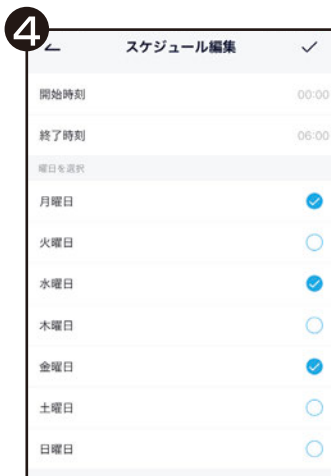 4
スケジュール編集
開始時刻 00:00
終了時刻 06:00
曜日を選択
月曜日
火曜日
水曜日
木曜日
金曜日
土曜日
日曜日